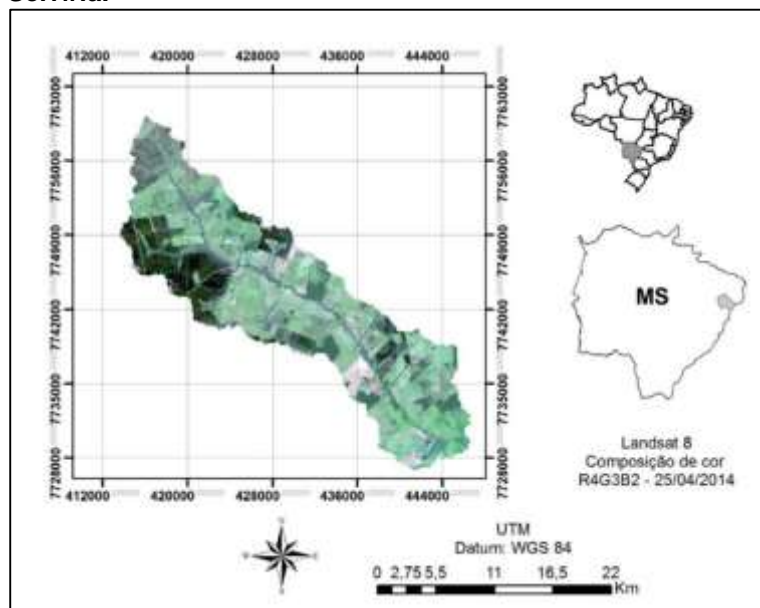 412000 420000 428000 436000 444000
7763000 7763000
7756000 7756000
7749000 7749000
7742000 7742000
7735000 7735000
7728000 7728000
412000 420000 428000 436000 444000
MS
Landsat 8
Composição de cor
R4G3B2 - 25/04/2014
UTM
Datum: WGS 84
0 2,75 5,5 11 16,5 22
Km